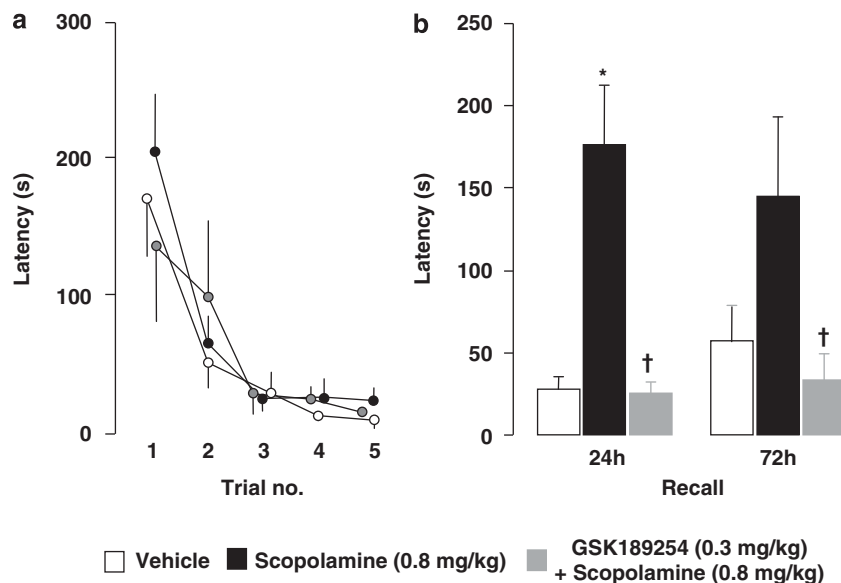 a
300
200
100
0
Latency (s)
1 2 3 4 5
Trial no.
b
250
200
150
100
50
0
Latency (s)
*
†
†
24h 72h
Recall
Vehicle
Scopolamine (0.8 mg/kg)
GSK189254 (0.3 mg/kg)
+ Scopolamine (0.8 mg/kg)